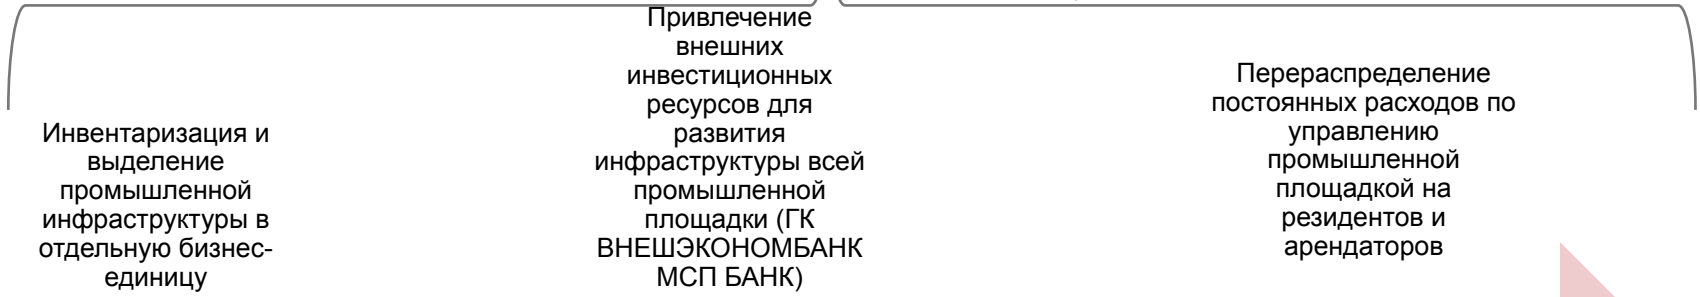 Инвентаризация и
выделение
промышленной
инфраструктуры в
отдельную бизнес-
единицу
Привлечение
внешних
инвестиционных
ресурсов для
развития
инфраструктуры всей
промышленной
площадки (ГК
ВНЕШЭКОНОМБАНК
МСП БАНК)
Перераспределение
постоянных расходов по
управлению
промышленной
площадкой на
резидентов и
арендаторов